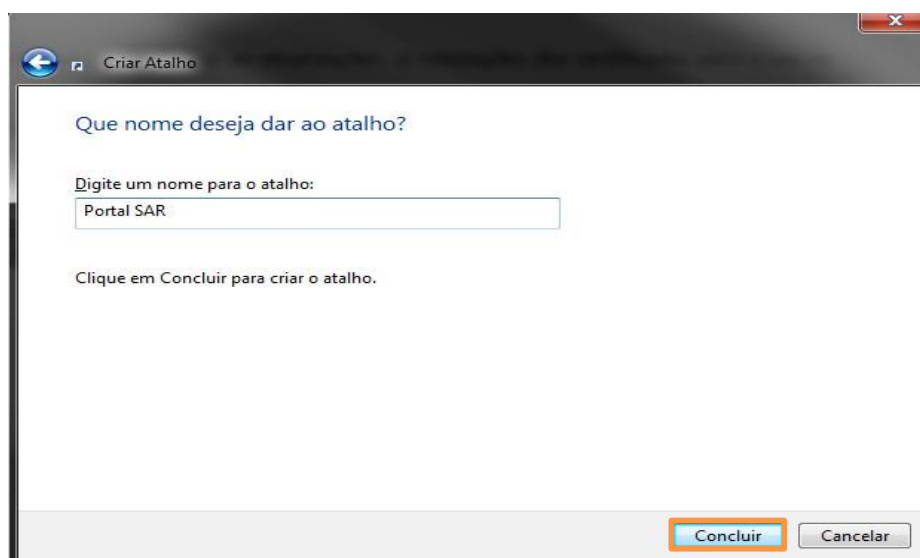 Criar Atalho
Que nome deseja dar ao atalho?
Digite um nome para o atalho:
Portal SAR
Clique em Concluir para criar o atalho.
Concluir
Cancelar